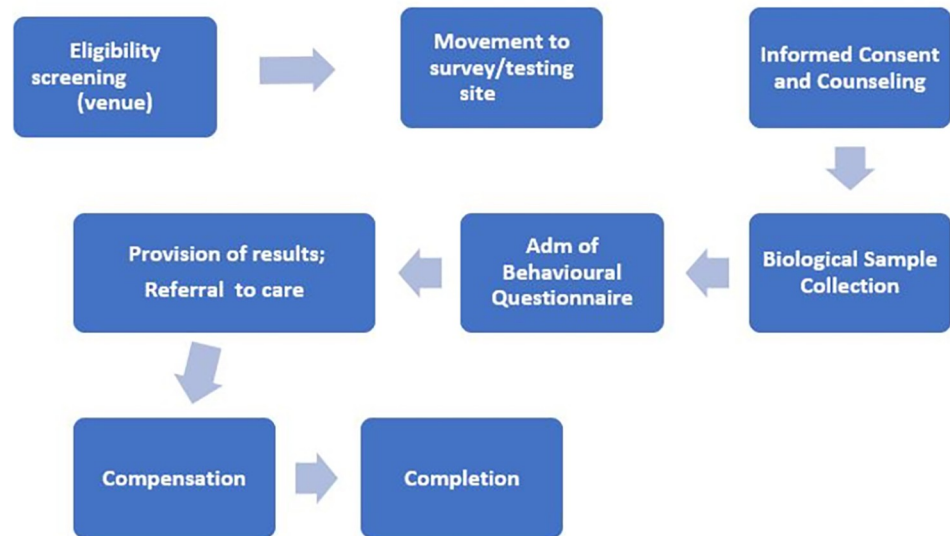 Eligibility
screening
(venue)
Movement to
survey/testing
site
Informed Consent
and Counseling
Biological Sample
Collection
Adm of
Behavioural
Questionnaire
Provision of results;
Referral to care
Compensation
Completion